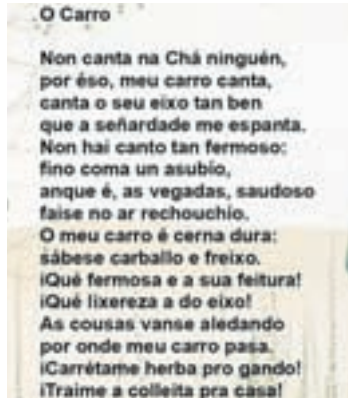 O Carro
Non canta na Chá ninguén,
por éso, meu carro canta,
canta o seu eixo tan ben
que a señardade me espanta.
Non hai canto tan fermoso:
fino coma un asubío,
anque é, as vegadas, saudoso
faise no ar rechouchío.
O meu carro é cerna dura:
sábese carballo e freixo.
¡Qué fermosa e a sua feitura!
¡Qué lixereza a do eixo!
As cousas vanse aledando
por onde meu carro pasa.
¡Carrétame herba pro gando!
¡Traime a colleita pra casa!